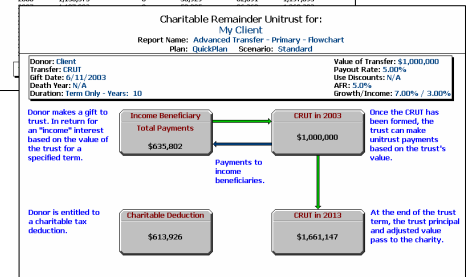 Charitable Remainder Unitrust for:
My Client
Report Name: Advanced Transfer - Primary - Flowchart
Plan: QuickPlan Scenario: Standard
Donor: Client
Transfer: CRUT
Gift Date: 6/11/2003
Death Year: N/A
Duration: Term Only - Years: 10
Value of Transfer: $1,000,000
Payout Rate: 5.00%
Use Discounts: N/A
AFR: 5.0%
Growth/Income: 7.00% / 3.00%
Donor makes a gift to
trust. In return for
an "income" interest
based on the value of
the trust for a
specified term.
Income Beneficiary
Total Payments
$635,802
CRUT in 2003
$1,000,000
Once the CRUT has
been formed, the
trust can make
unitrust payments
based on the trust's
value.
Payments to
income
beneficiaries.
Donor is entitled to
a charitable tax
deduction.
Charitable Deduction
$613,926
CRUT in 2013
$1,661,147
At the end of the trust
term, the trust principal
and adjusted value
pass to the charity.